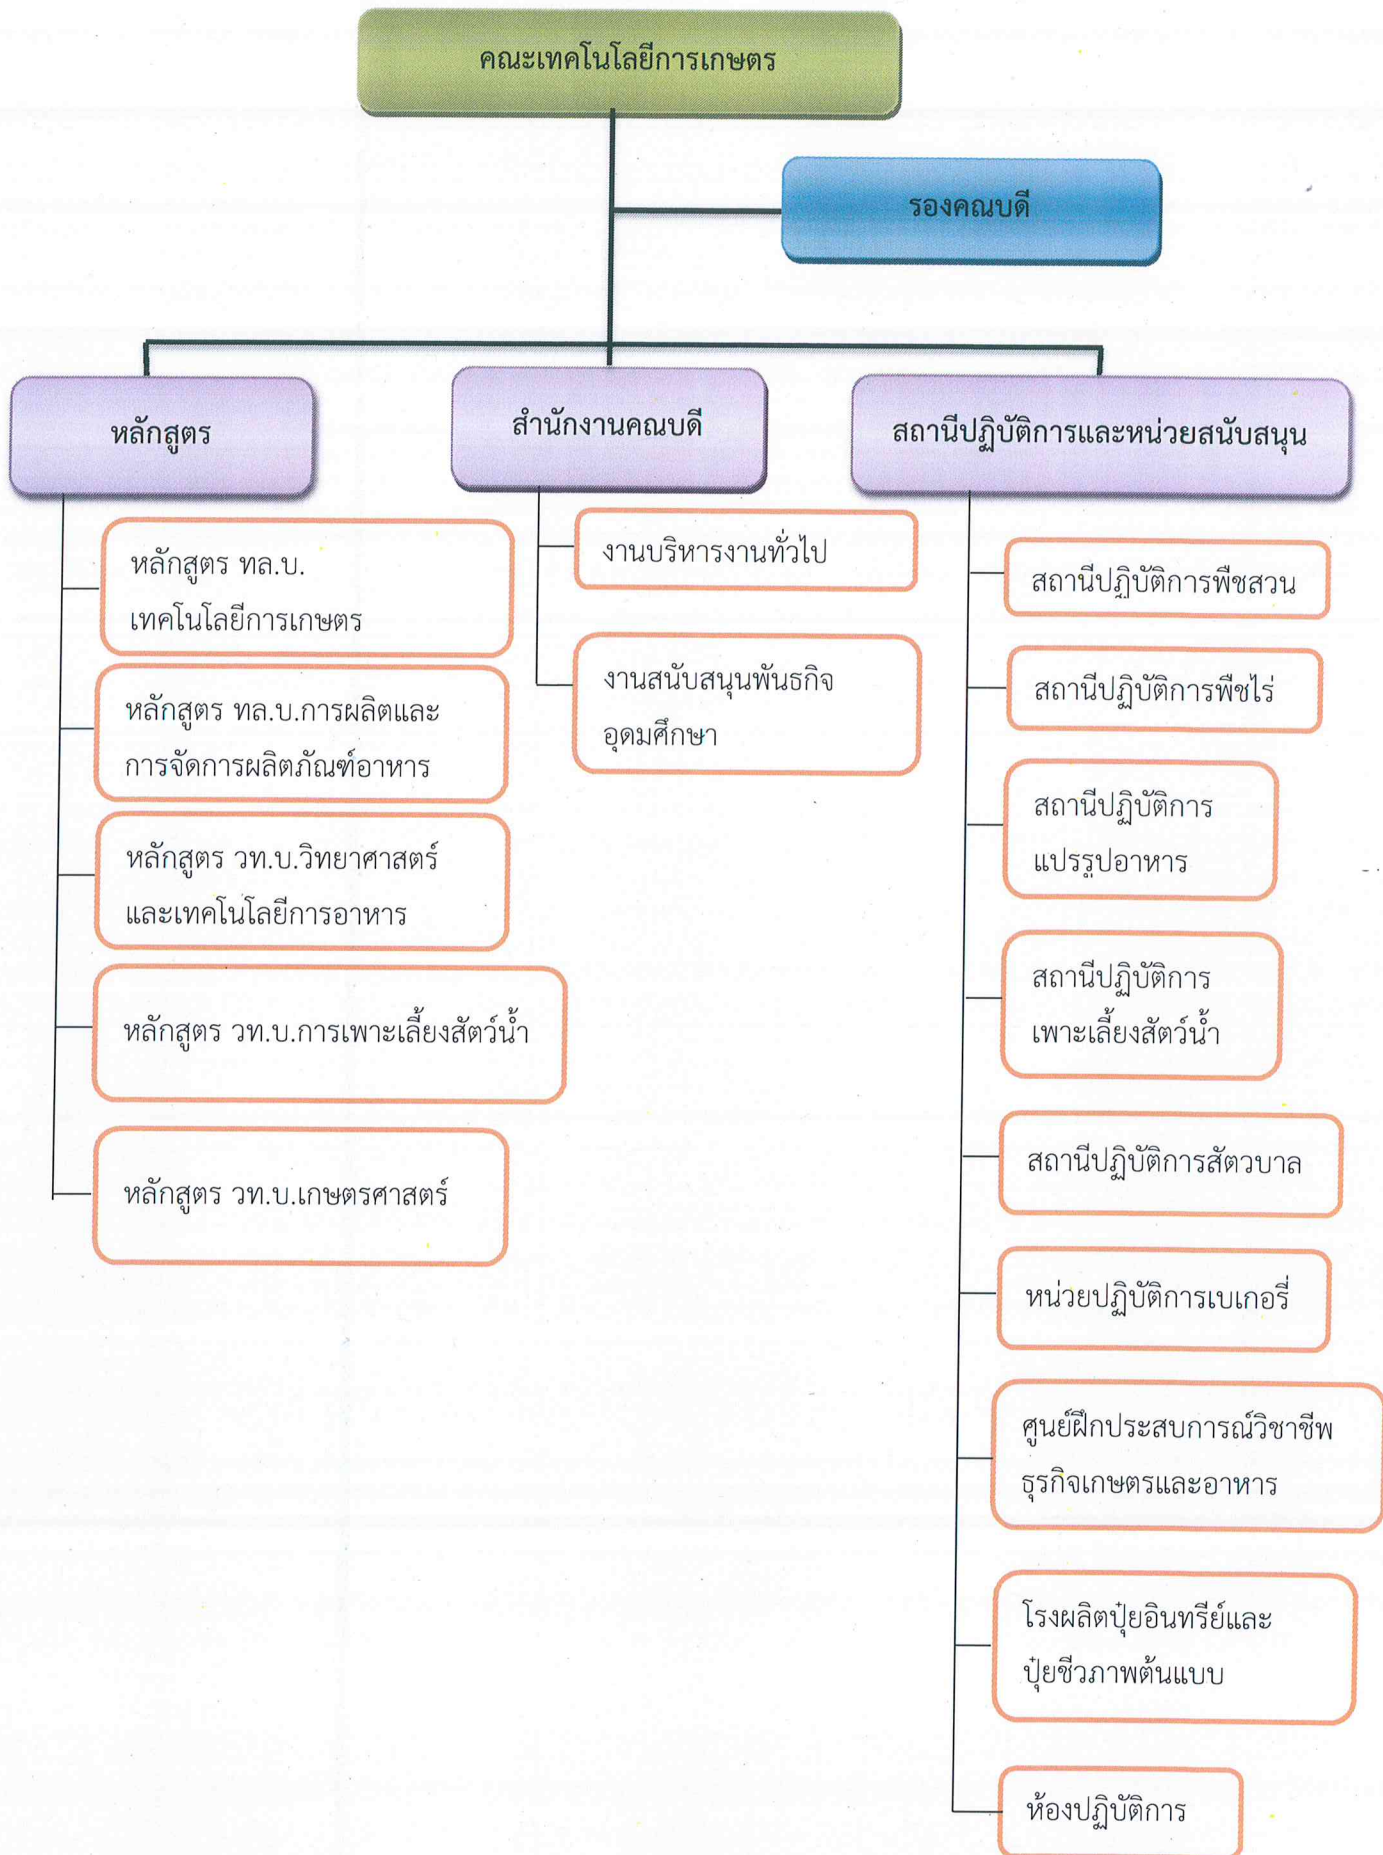 คณะเทคโนโลยีการเกษตร
รองคณบดี
หลักสูตร
สำนักงานคณบดี
สถานีปฏิบัติการและหน่วยสนับสนุน
หลักสูตร ทล.บ.
เทคโนโลยีการเกษตร
หลักสูตร ทล.บ.การผลิตและ
การจัดการผลิตภัณฑ์อาหาร
หลักสูตร วท.บ.วิทยาศาสตร์
และเทคโนโลยีการอาหาร
หลักสูตร วท.บ.การเพาะเลี้ยงสัตว์น้ำ
หลักสูตร วท.บ.เกษตรศาสตร์
งานบริหารงานทั่วไป
งานสนับสนุนพันธกิจ
อุดมศึกษา
สถานีปฏิบัติการพืชสวน
สถานีปฏิบัติการพืชไร่
สถานีปฏิบัติการ
แปรรูปอาหาร
สถานีปฏิบัติการ
เพาะเลี้ยงสัตว์น้ำ
สถานีปฏิบัติการสัตวบาล
หน่วยปฏิบัติการเบเกอรี่
ศูนย์ฝึกประสบการณ์วิชาชีพ
ธุรกิจเกษตรและอาหาร
โรงผลิตปุ๋ยอินทรีย์และ
ปุ๋ยชีวภาพต้นแบบ
ห้องปฏิบัติการ